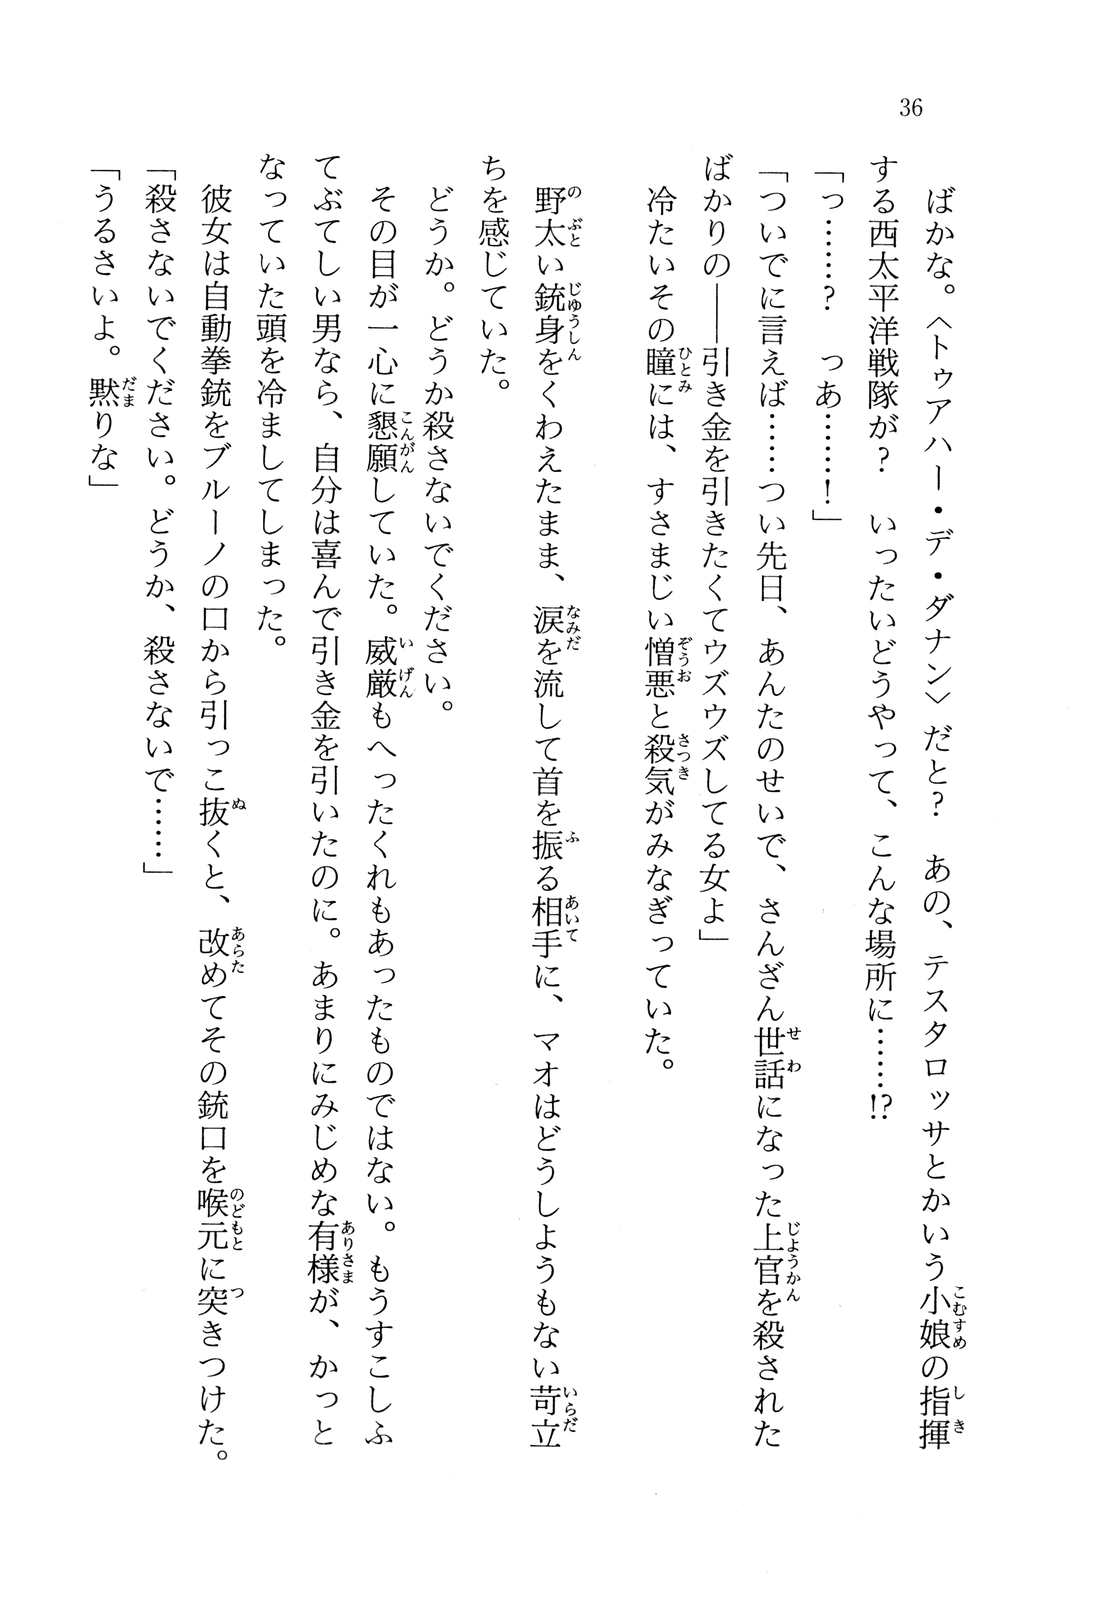 36
ばかな。〈トゥアハー・デ・ダナン〉だと？　あの、テスタロッサとかいう小娘の指揮
する西太平洋戦隊が？　いったいどうやって、こんな場所に……!?
「っ……？　っあ……！」
「ついでに言えば……つい先日、あんたのせいで、さんざん世話になった上官を殺された
ばかりの――引き金を引きたくてウズウズしてる女よ」
冷たいその瞳には、すさまじい憎悪と殺気がみなぎっていた。
野太い銃身をくわえたまま、涙を流して首を振る相手に、マオはどうしようもない苛立
ちを感じていた。
どうか。どうか殺さないでください。
その目が一心に懇願していた。威厳もへったくれもあったものではない。もうすこしふ
てぶてしい男なら、自分は喜んで引き金を引いたのに。あまりにみじめな有様が、かっと
なっていた頭を冷ましてしまった。
彼女は自動拳銃をブルーノの口から引っこ抜くと、改めてその銃口を喉元に突きつけた。
「殺さないでください。どうか、殺さないで……」
「うるさいよ。黙りな」